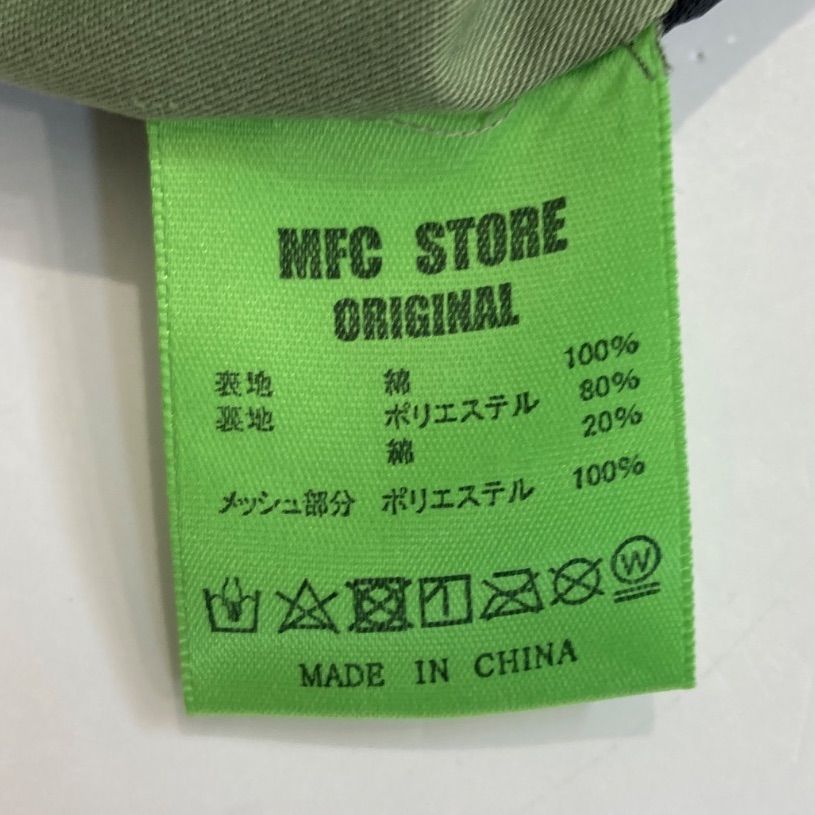 MFC STORE
ORIGINAL
表地 綿 100%
裏地 ポリエステル 80%
綿 20%
メッシュ部分 ポリエステル 100%
W
MADE IN CHINA